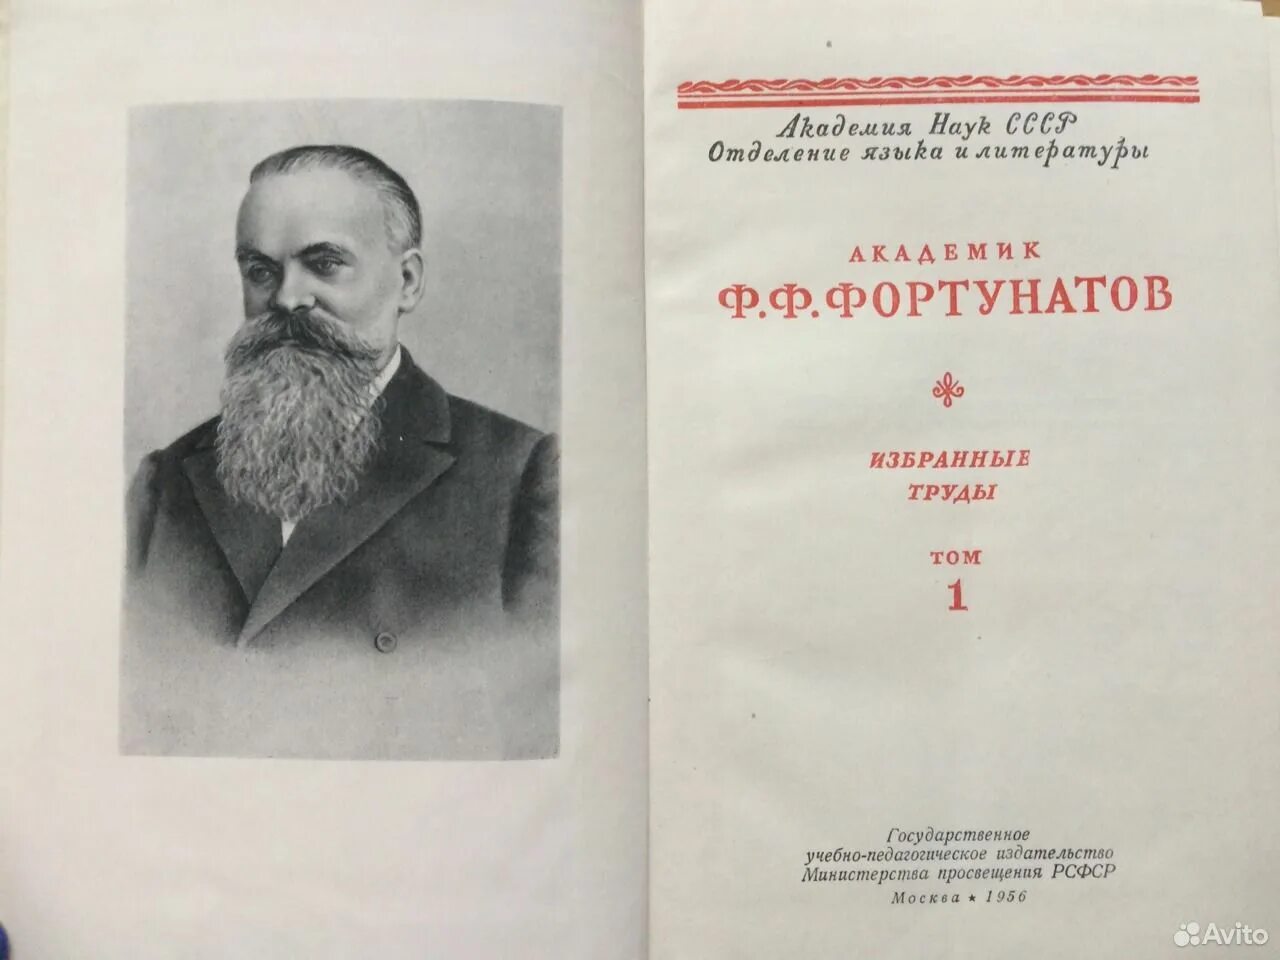 Академия Наук СССР
Отделение языка и литературы
АКАДЕМИК
Ф.Ф.ФОРТУНАТОВ
ИЗБРАННЫЕ
ТРУДЫ
ТОМ
1
Государственное
учебно-педагогическое издательство
Министерства просвещения РСФСР
Москва ★ 1956
Avito